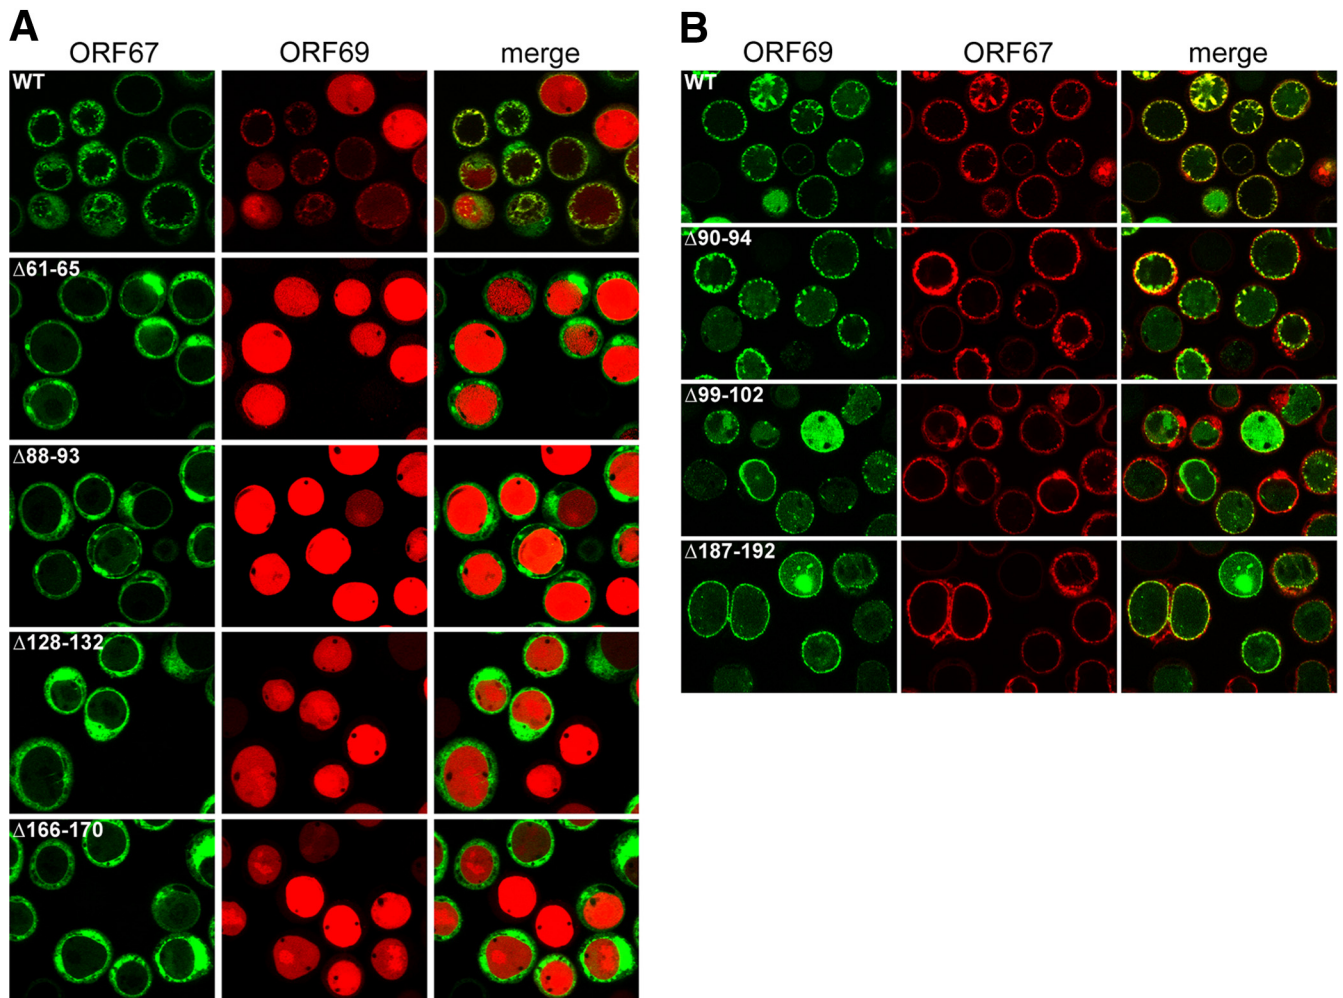 A
ORF67 ORF69 merge
WT
Δ61-65
Δ88-93
Δ128-132
Δ166-170
B
ORF69 ORF67 merge
WT
Δ90-94
Δ99-102
Δ187-192